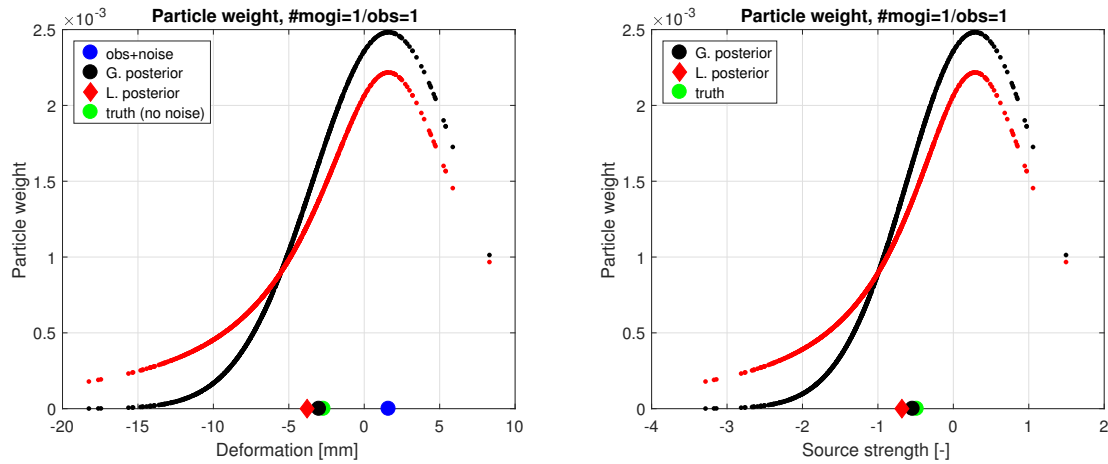 Particle weight, #mogi=1/obs=1
×10⁻³
2.5
2
1.5
1
0.5
0
Particle weight
obs+noise
G. posterior
L. posterior
truth (no noise)
-20
-15
-10
-5
0
5
10
Deformation [mm]
Particle weight, #mogi=1/obs=1
×10⁻³
2.5
2
1.5
1
0.5
0
Particle weight
G. posterior
L. posterior
truth
-4
-3
-2
-1
0
1
2
Source strength [-]